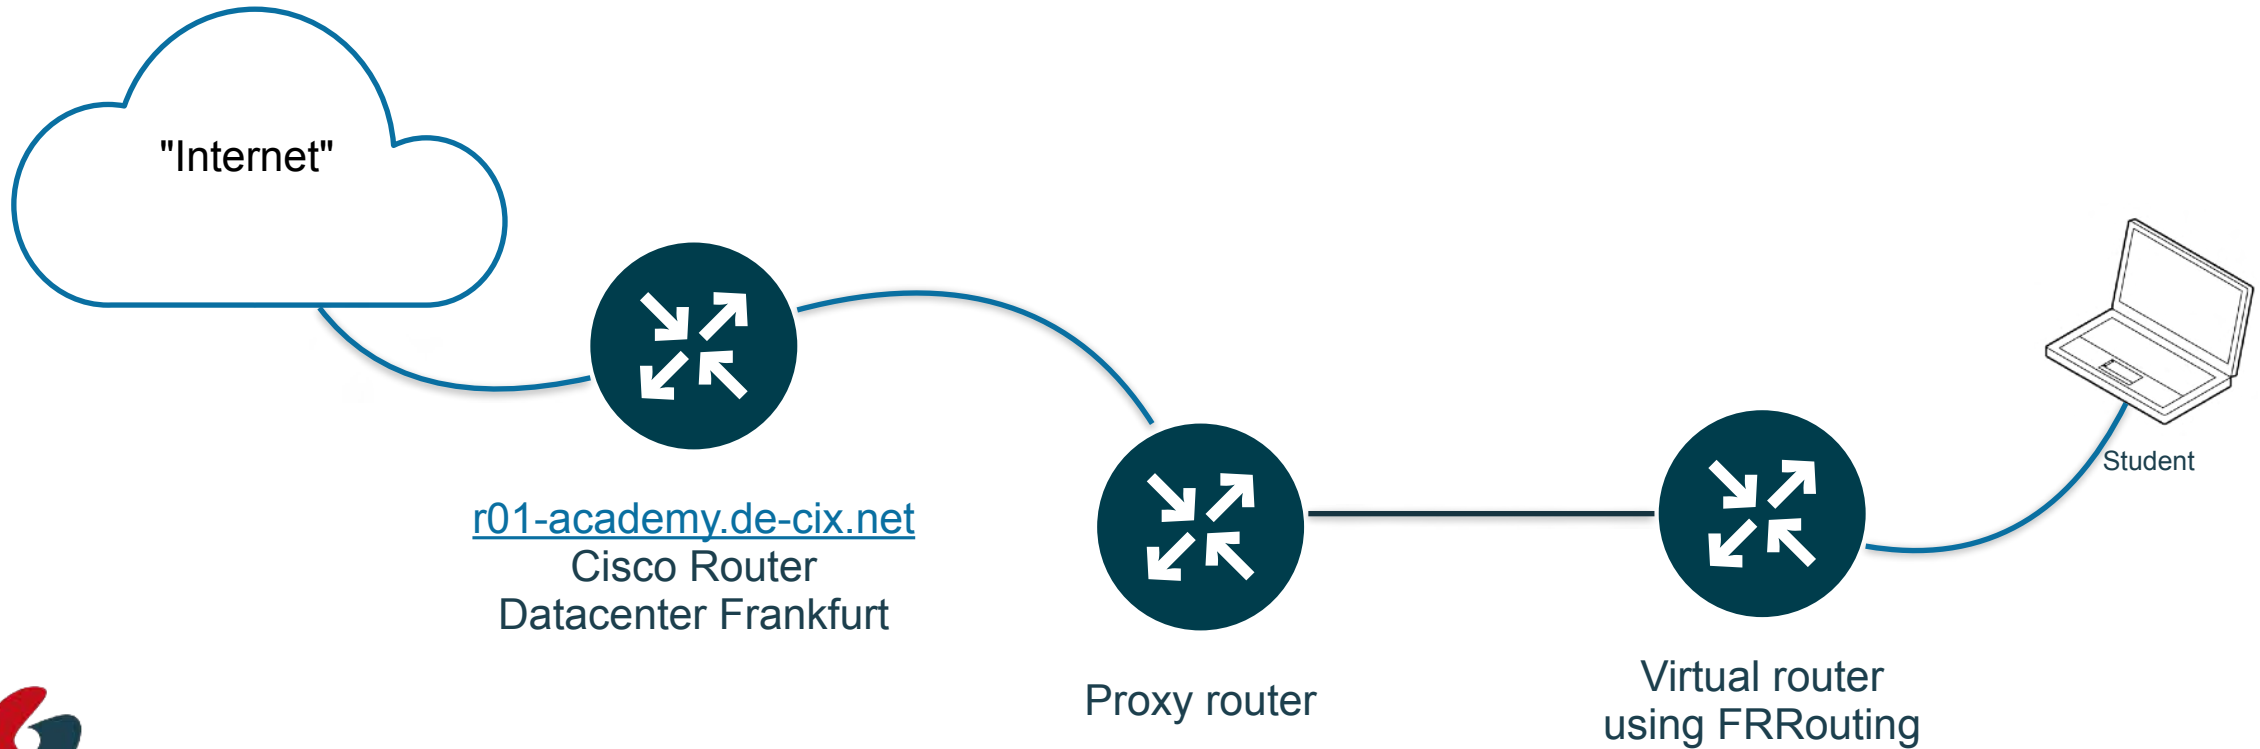 "Internet"
r01-academy.de-cix.net
Cisco Router
Datacenter Frankfurt
Proxy router
Virtual router
using FRRouting
Student